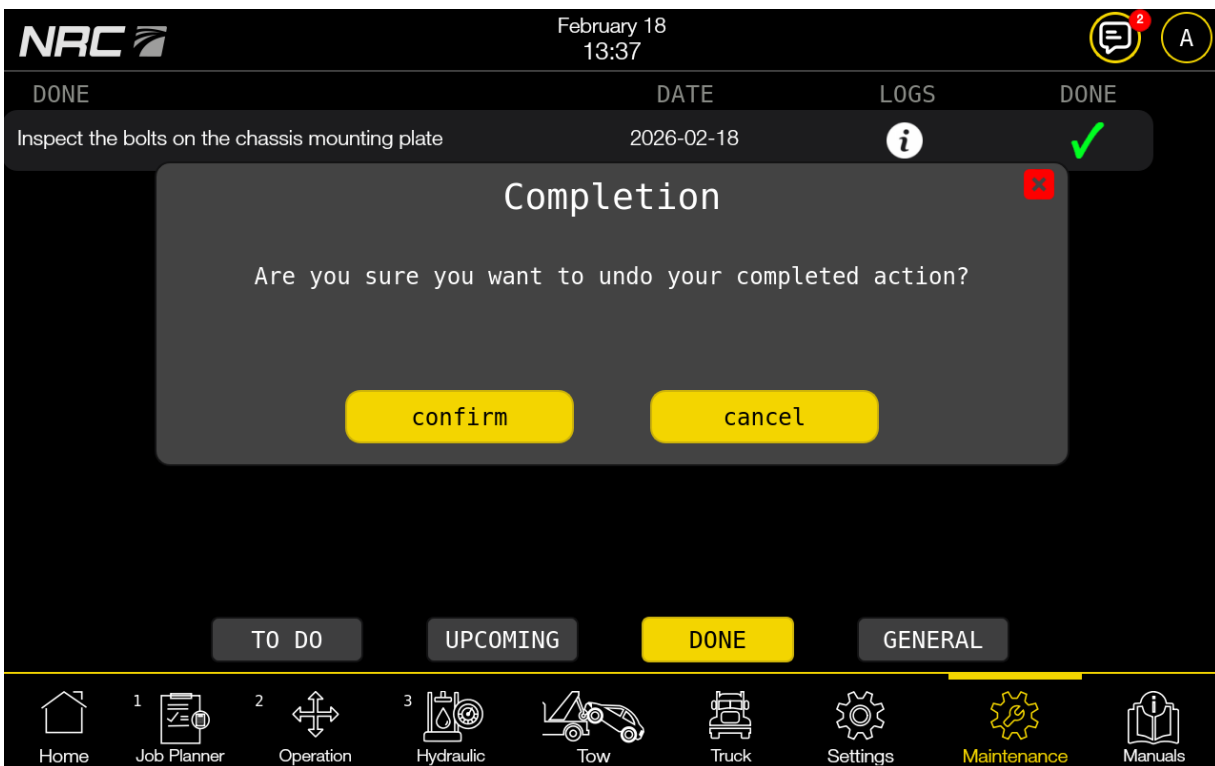 NRC
February 18
13:37
2
A
DONE DATE LOGS DONE
Inspect the bolts on the chassis mounting plate 2026-02-18 i
Completion
Are you sure you want to undo your completed action?
confirm cancel
TO DO UPCOMING DONE GENERAL
1 2 3
Home Job Planner Operation Hydraulic Tow Truck Settings Maintenance Manuals